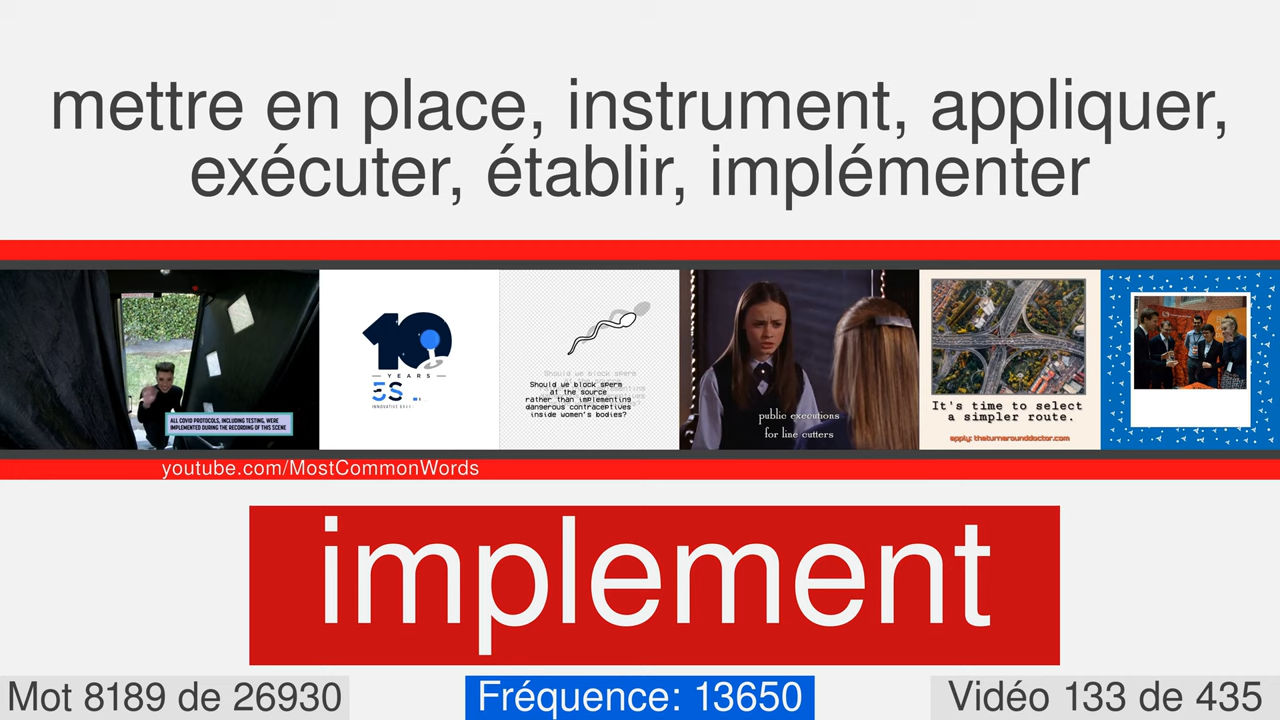 mettre en place, instrument, appliquer,
exécuter, établir, implémenter
ALL COVID PROTOCOLS, INCLUDING TESTING, WERE
IMPLEMENTED DURING THE RECORDING OF THIS SCENE
10
YEARS
Should we block sperm
at the source
rather than implementing
dangerous contraceptives
inside women's bodies?
public executions
for line cutters
It's time to select
a simpler route.
apply: theturnarounddoctor.com
youtube.com/MostCommonWords
implement
Mot 8189 de 26930
Fréquence: 13650
Vidéo 133 de 435